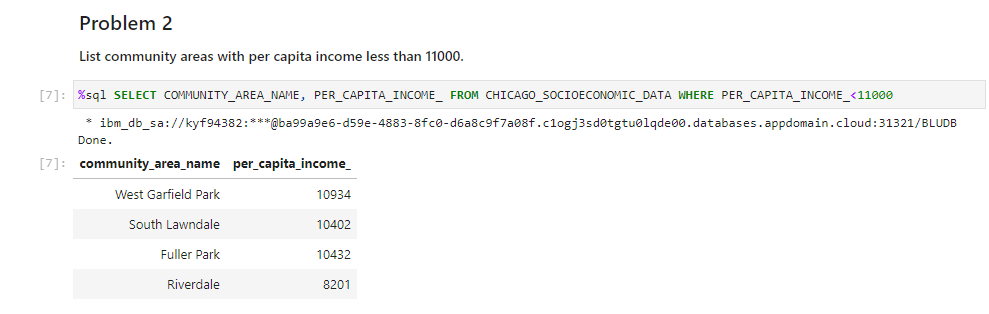 Problem 2
List community areas with per capita income less than 11000.
[7]: %sql SELECT COMMUNITY_AREA_NAME, PER_CAPITA_INCOME_ FROM CHICAGO_SOCIOECONOMIC_DATA WHERE PER_CAPITA_INCOME_<11000
* ibm_db_sa://kyf94382:***@ba99a9e6-d59e-4883-8fc0-d6a8c9f7a08f.c1ogj3sd0tgtu0lqde00.databases.appdomain.cloud:31321/BLUDB
Done.
[7]: community_area_name per_capita_income_
West Garfield Park 10934
South Lawndale 10402
Fuller Park 10432
Riverdale 8201